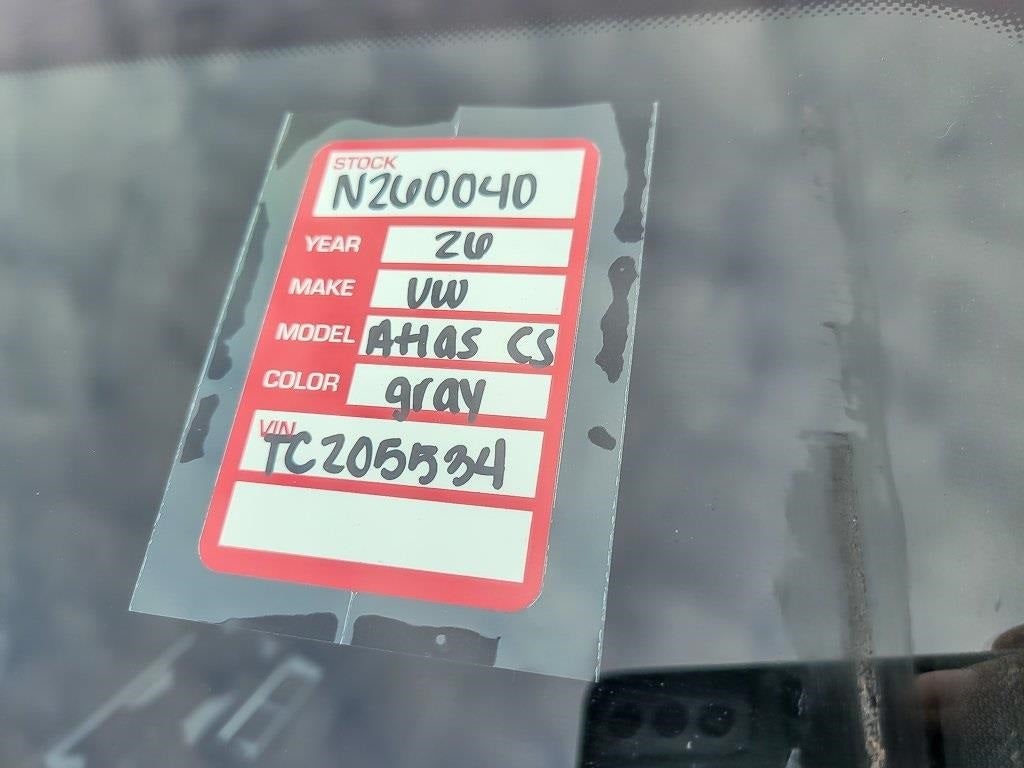 STOCK
N260040
YEAR 26
MAKE VW
MODEL Atlas CS
COLOR gray
VIN
TC205534